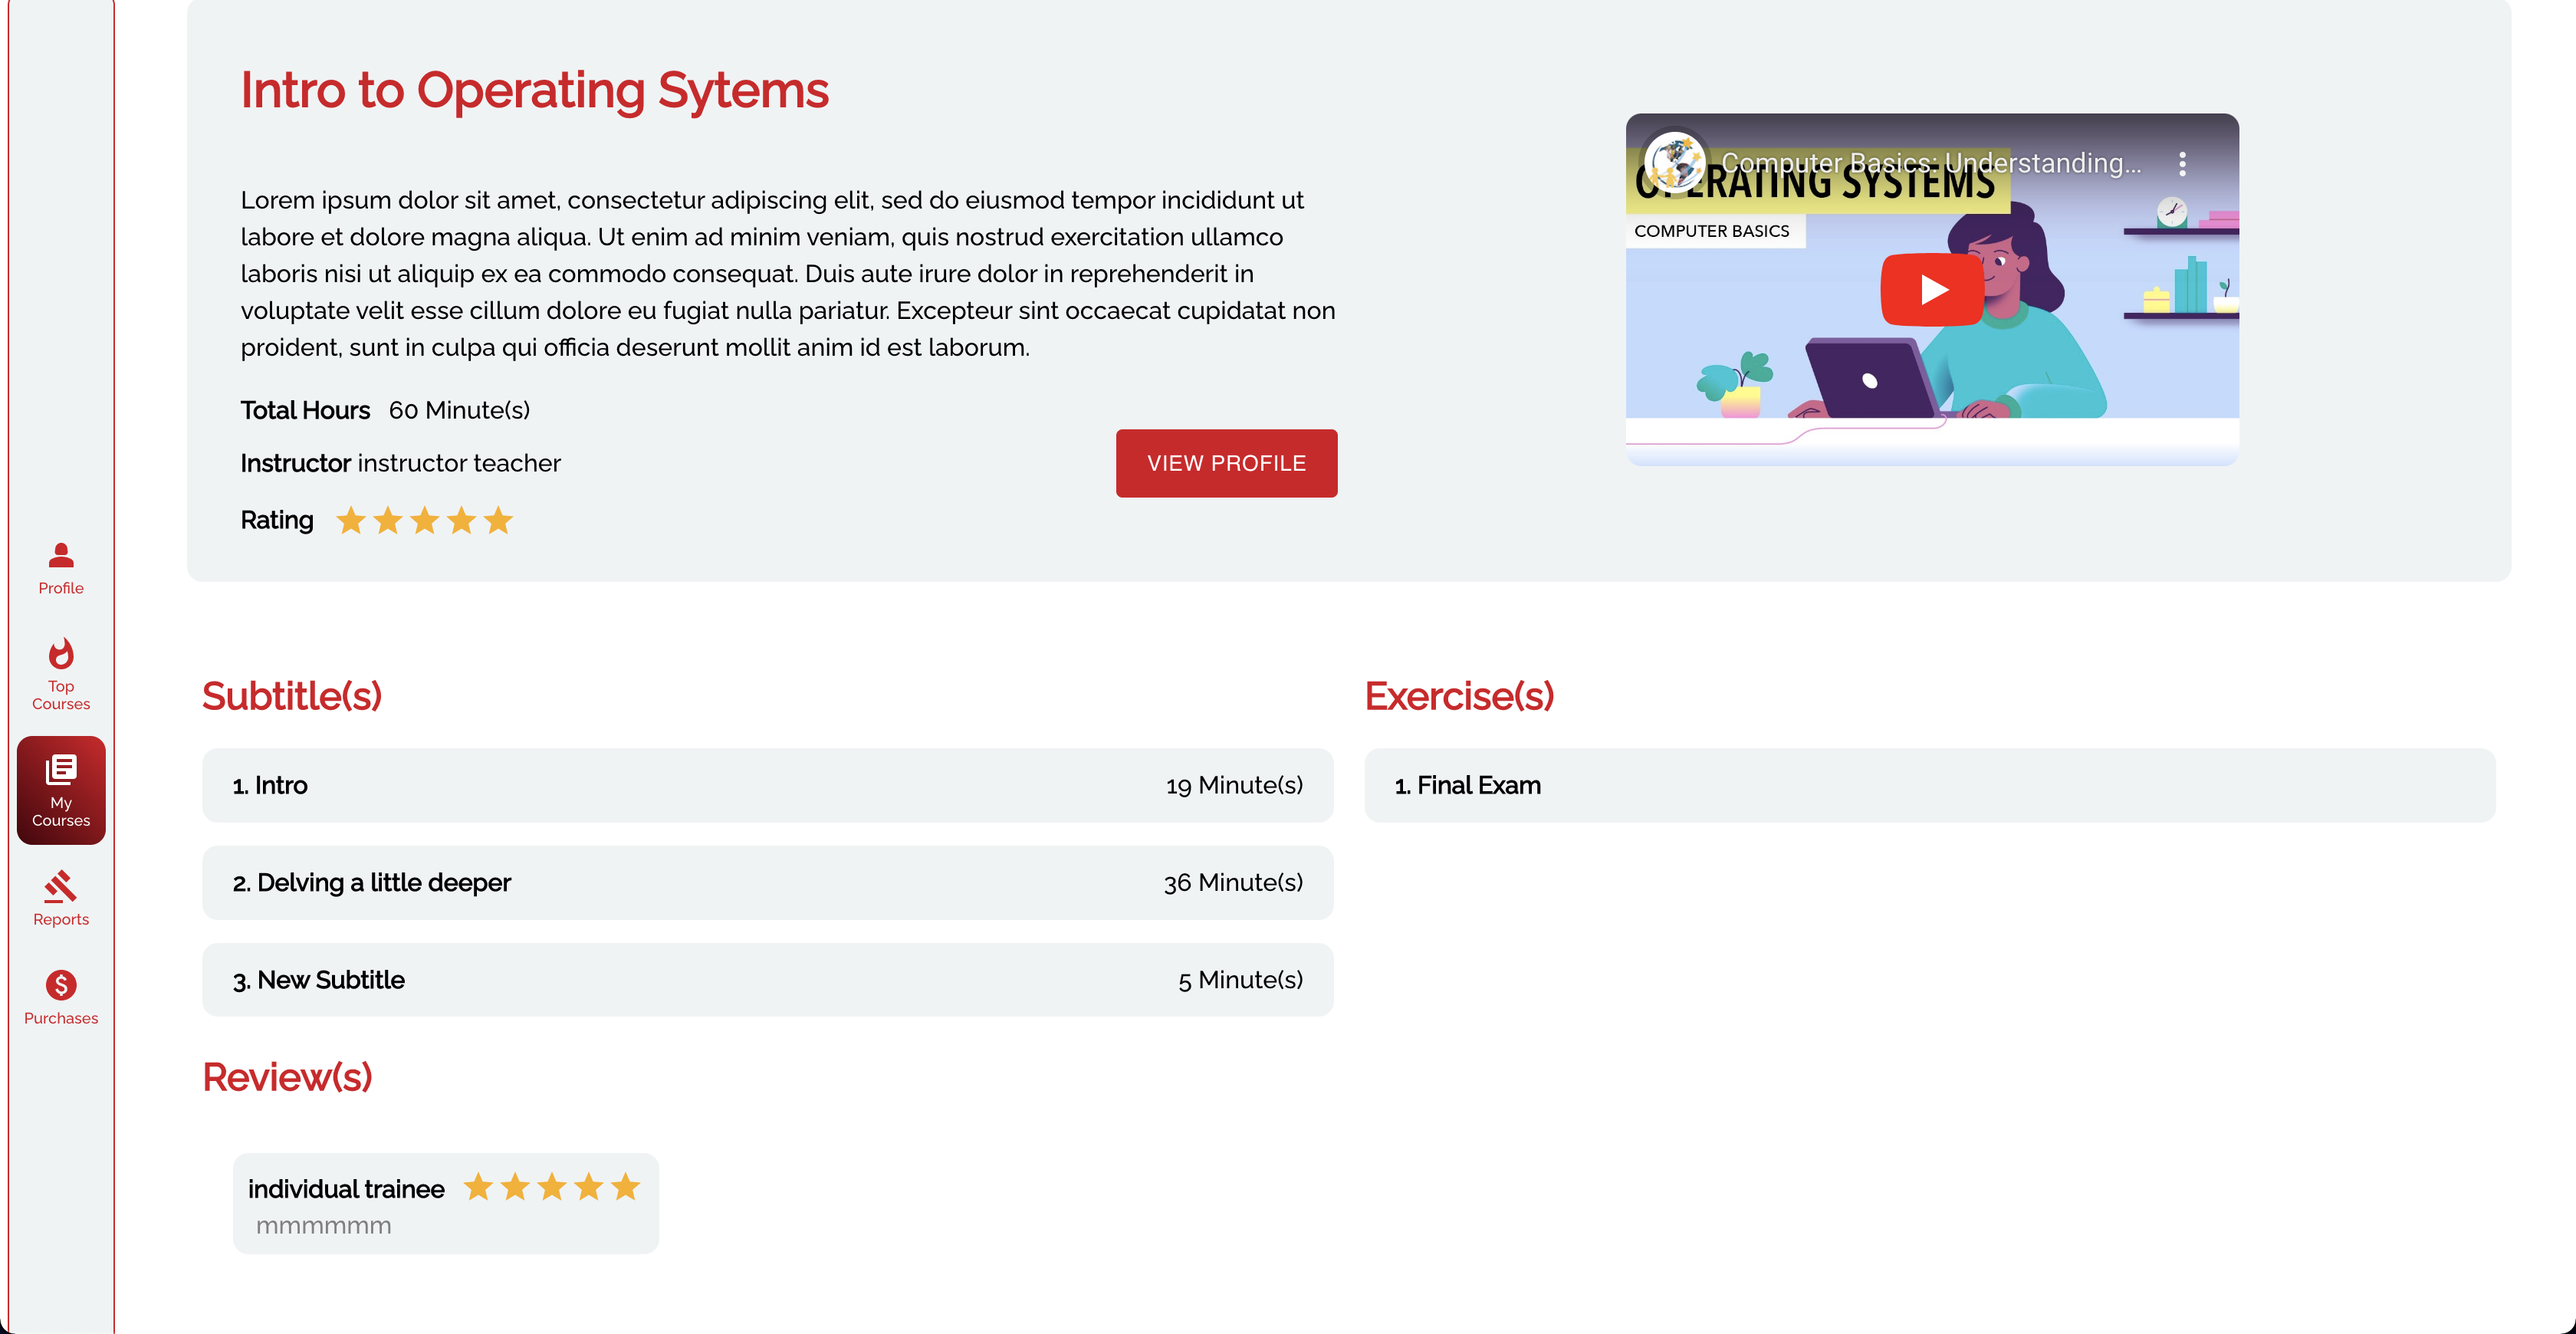 Intro to Operating Sytems
Lorem ipsum dolor sit amet, consectetur adipiscing elit, sed do eiusmod tempor incididunt ut
labore et dolore magna aliqua. Ut enim ad minim veniam, quis nostrud exercitation ullamco
laboris nisi ut aliquip ex ea commodo consequat. Duis aute irure dolor in reprehenderit in
voluptate velit esse cillum dolore eu fugiat nulla pariatur. Excepteur sint occaecat cupidatat non
proident, sunt in culpa qui officia deserunt mollit anim id est laborum.
Total Hours 60 Minute(s)
Instructor instructor teacher
VIEW PROFILE
Rating
Computer Basics: Understanding...
SYSTEMS
COMPUTER BASICS
Profile
Top
Courses
My
Courses
Reports
Purchases
Subtitle(s)
1. Intro 19 Minute(s)
2. Delving a little deeper 36 Minute(s)
3. New Subtitle 5 Minute(s)
Exercise(s)
1. Final Exam
Review(s)
individual trainee
mmmmmm